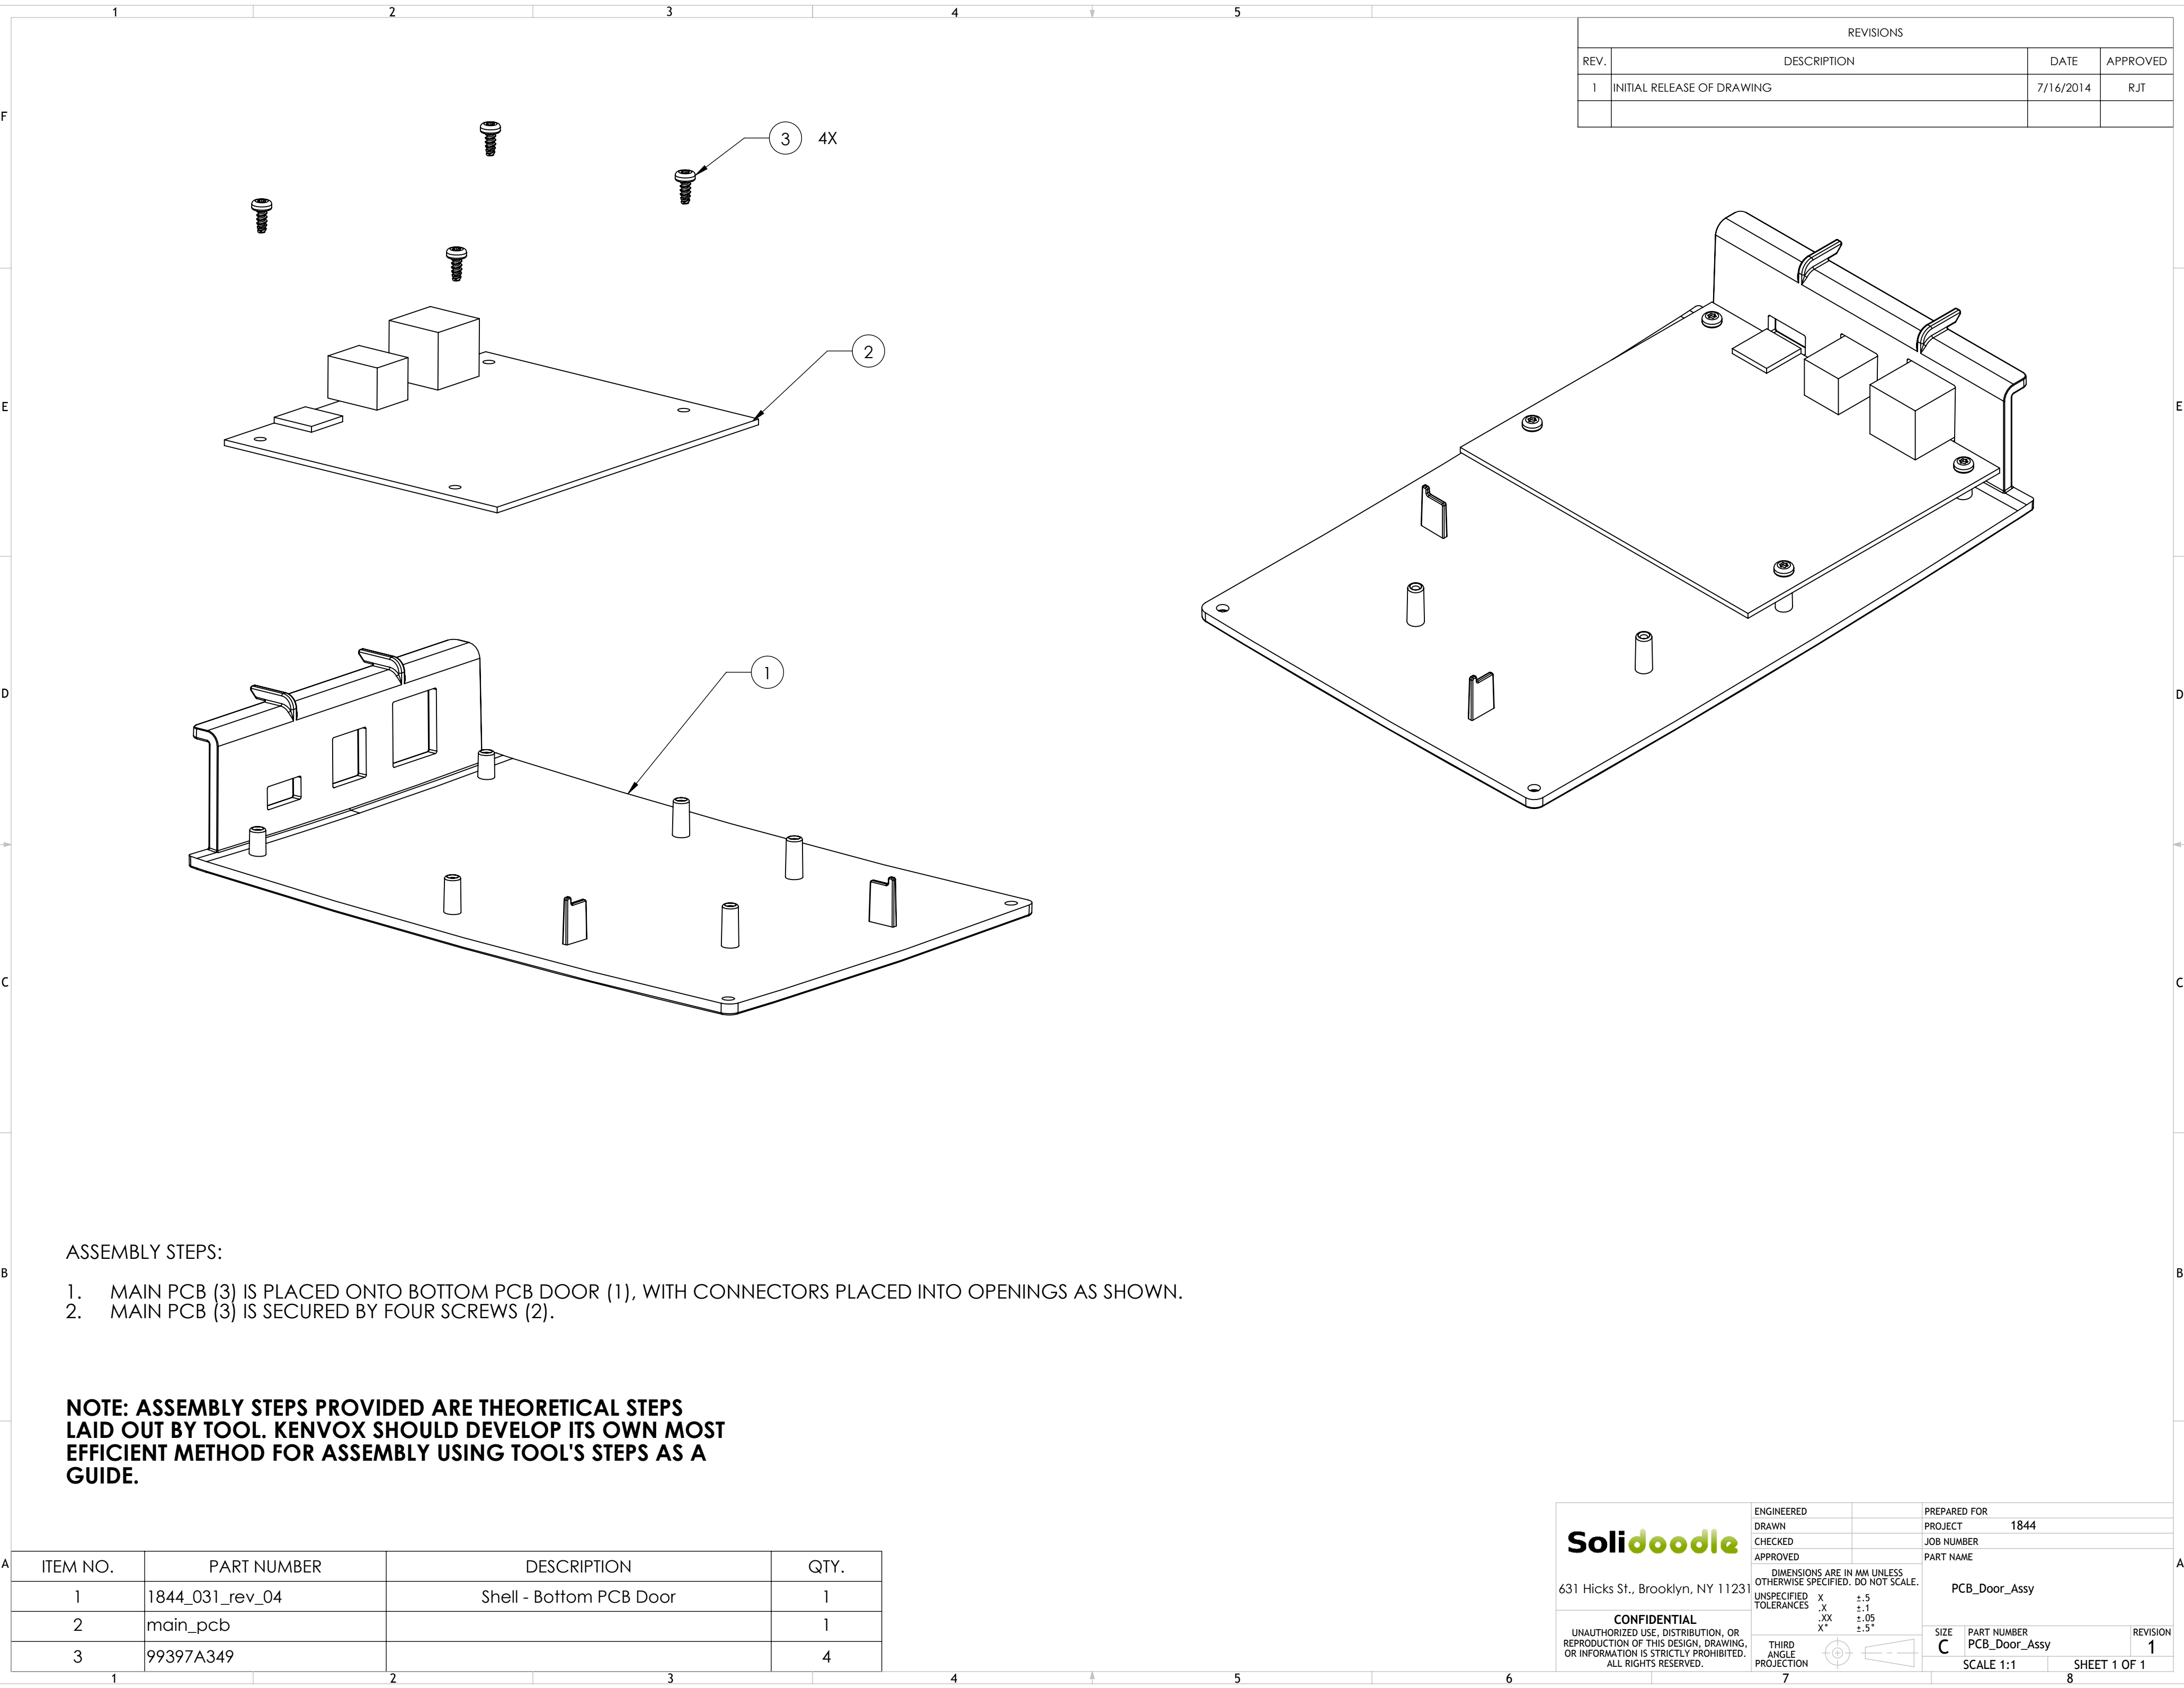 1 2 3 4 5
REVISIONS
REV. DESCRIPTION DATE APPROVED
1 INITIAL RELEASE OF DRAWING 7/16/2014 RJT
F
3 4X
2
E E
1
D D
C C
ASSEMBLY STEPS:
B B
1. MAIN PCB (3) IS PLACED ONTO BOTTOM PCB DOOR (1), WITH CONNECTORS PLACED INTO OPENINGS AS SHOWN.
2. MAIN PCB (3) IS SECURED BY FOUR SCREWS (2).
NOTE: ASSEMBLY STEPS PROVIDED ARE THEORETICAL STEPS
LAID OUT BY TOOL. KENVOX SHOULD DEVELOP ITS OWN MOST
EFFICIENT METHOD FOR ASSEMBLY USING TOOL'S STEPS AS A
GUIDE.
A A
ITEM NO. PART NUMBER DESCRIPTION QTY.
1 1844_031_rev_04 Shell - Bottom PCB Door 1
2 main_pcb 1
3 99397A349 4
Solidoodle
631 Hicks St., Brooklyn, NY 11231
CONFIDENTIAL
UNAUTHORIZED USE, DISTRIBUTION, OR
REPRODUCTION OF THIS DESIGN, DRAWING,
OR INFORMATION IS STRICTLY PROHIBITED.
ALL RIGHTS RESERVED.
ENGINEERED
DRAWN
CHECKED
APPROVED
DIMENSIONS ARE IN MM UNLESS
OTHERWISE SPECIFIED. DO NOT SCALE.
UNSPECIFIED X ±.5
TOLERANCES .X ±.1
.XX ±.05
X° ±.5°
THIRD
ANGLE
PROJECTION
PREPARED FOR
PROJECT 1844
JOB NUMBER
PART NAME
PCB_Door_Assy
SIZE PART NUMBER REVISION
C PCB_Door_Assy 1
SCALE 1:1 SHEET 1 OF 1
1 2 3 4 5 6 7 8